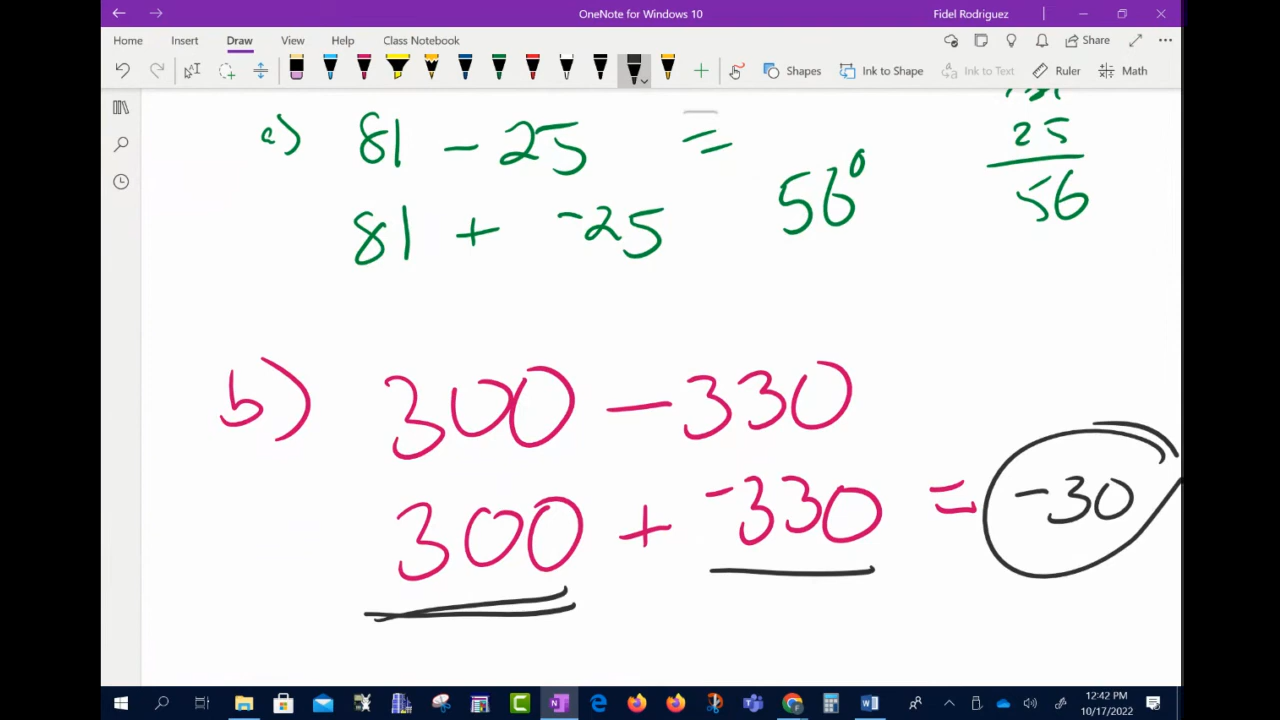 OneNote for Windows 10
Fidel Rodriguez
Home Insert Draw View Help Class Notebook Share
Shapes Ink to Shape Ink to Text Ruler Math
a) 81 - 25 =
25
56
56°
81 + -25
b) 300 - 330
300 + -330 = -30
12:42 PM
10/17/2022